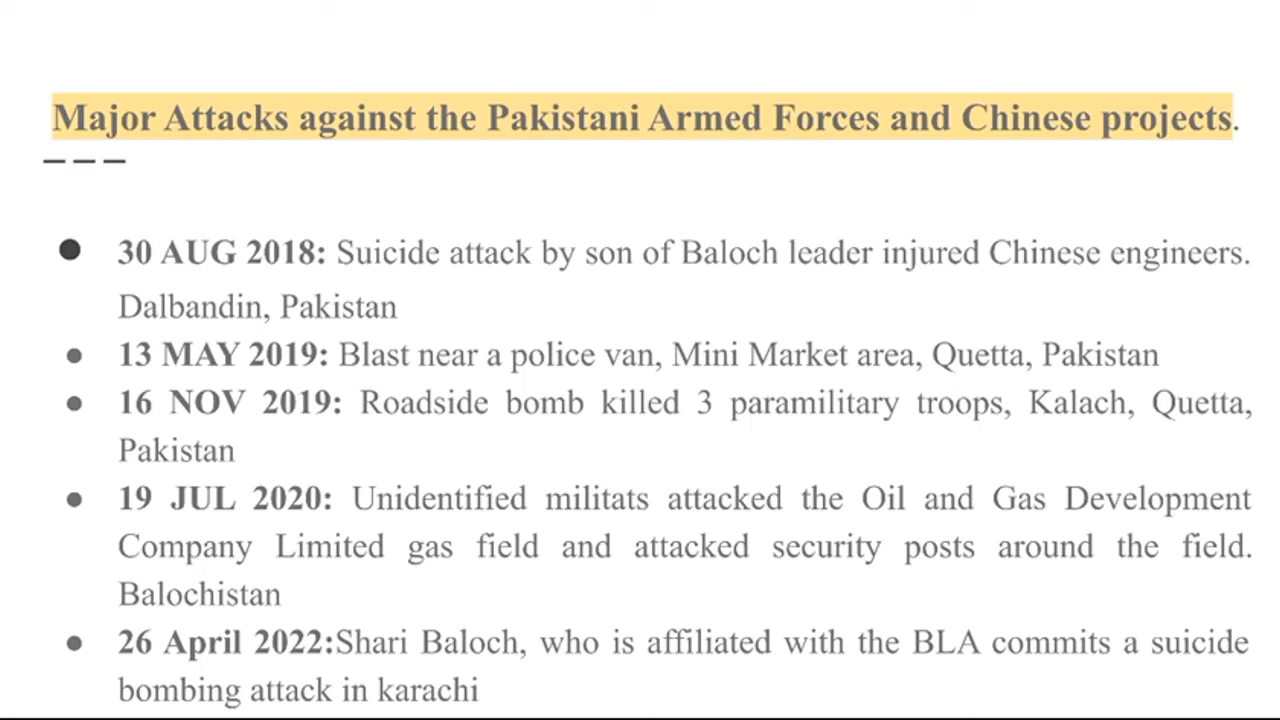 Major Attacks against the Pakistani Armed Forces and Chinese projects.
● 30 AUG 2018: Suicide attack by son of Baloch leader injured Chinese engineers.
Dalbandin, Pakistan
● 13 MAY 2019: Blast near a police van, Mini Market area, Quetta, Pakistan
● 16 NOV 2019: Roadside bomb killed 3 paramilitary troops, Kalach, Quetta,
Pakistan
● 19 JUL 2020: Unidentified militats attacked the Oil and Gas Development
Company Limited gas field and attacked security posts around the field.
Balochistan
● 26 April 2022:Shari Baloch, who is affiliated with the BLA commits a suicide
bombing attack in karachi